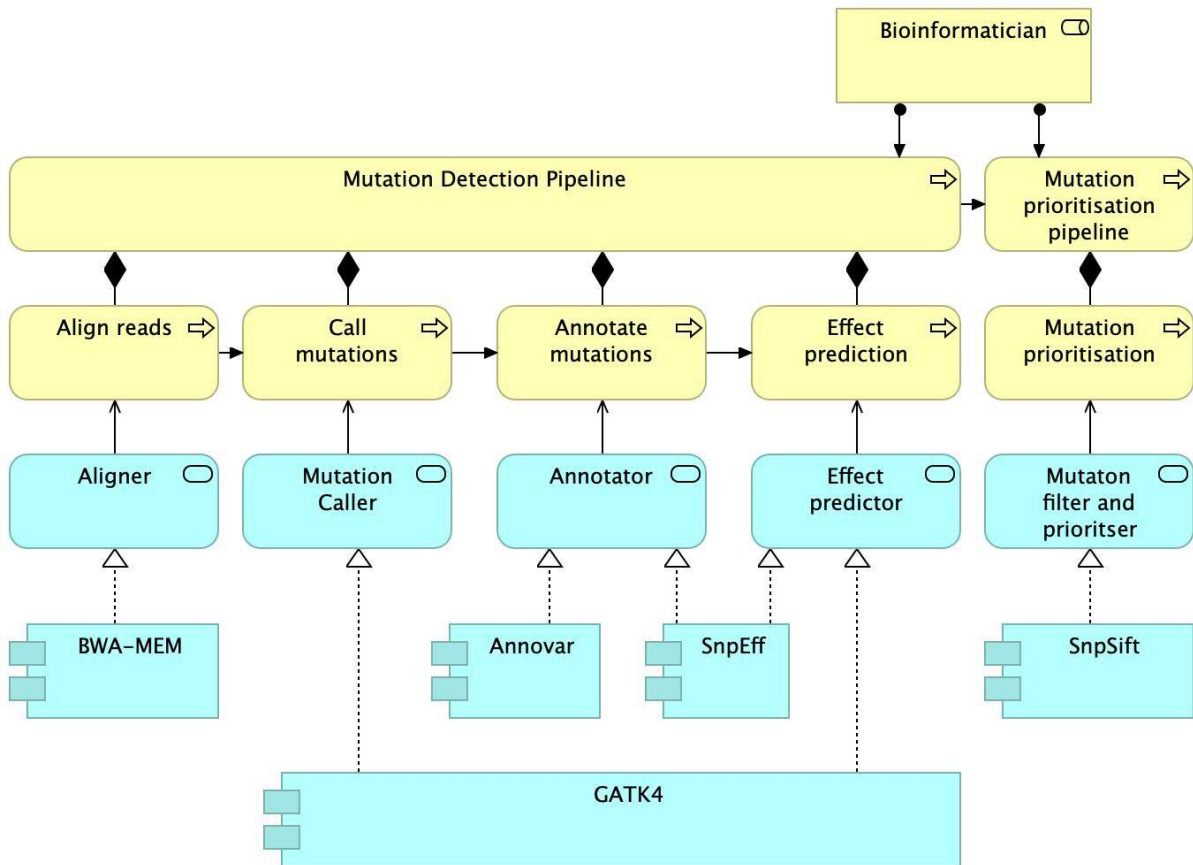 Bioinformatician
Mutation Detection Pipeline
Mutation
prioritisation
pipeline
Align reads
Call
mutations
Annotate
mutations
Effect
prediction
Mutation
prioritisation
Aligner
Mutation
Caller
Annotator
Effect
predictor
Mutaton
filter and
prioritser
BWA-MEM
Annovar
SnpEff
SnpSift
GATK4